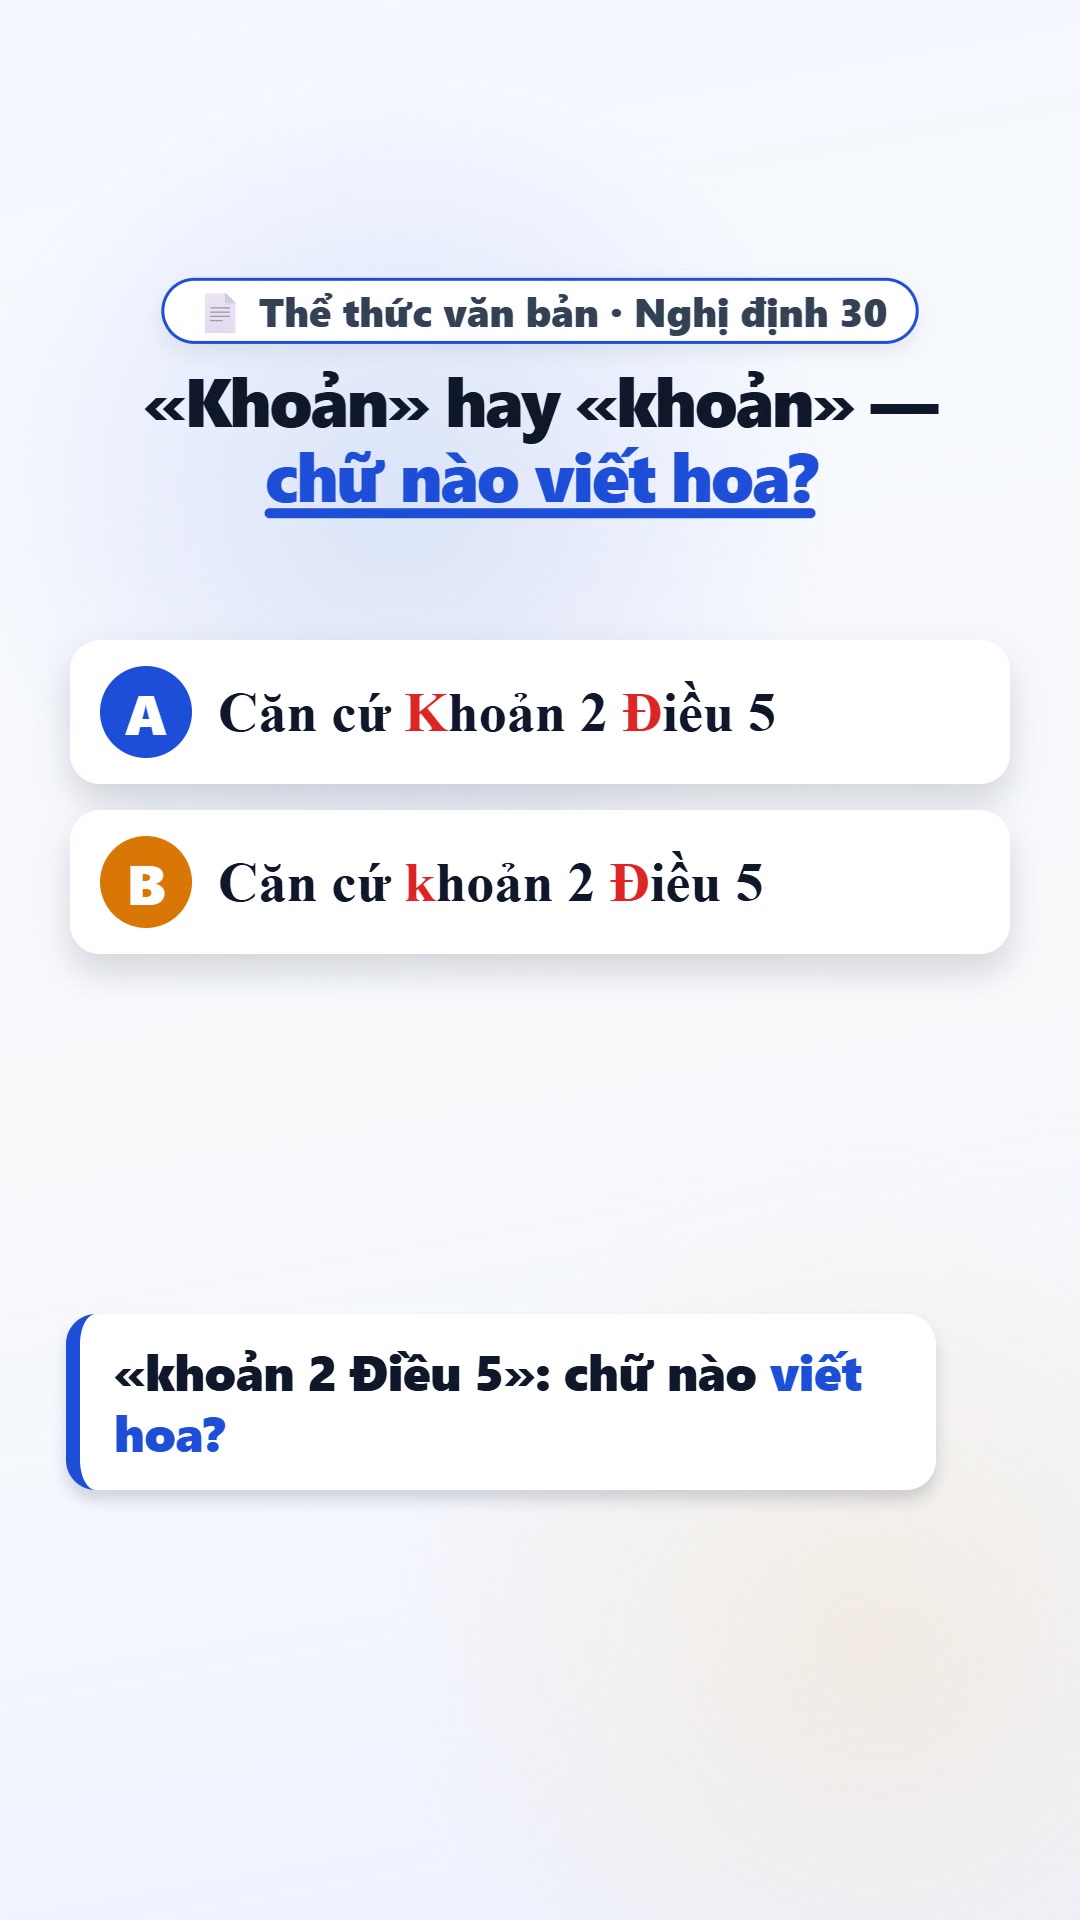 Thể thức văn bản · Nghị định 30
«Khoản» hay «khoản» —
chữ nào viết hoa?
A Căn cứ Khoản 2 Điều 5
B Căn cứ khoản 2 Điều 5
«khoản 2 Điều 5»: chữ nào viết
hoa?